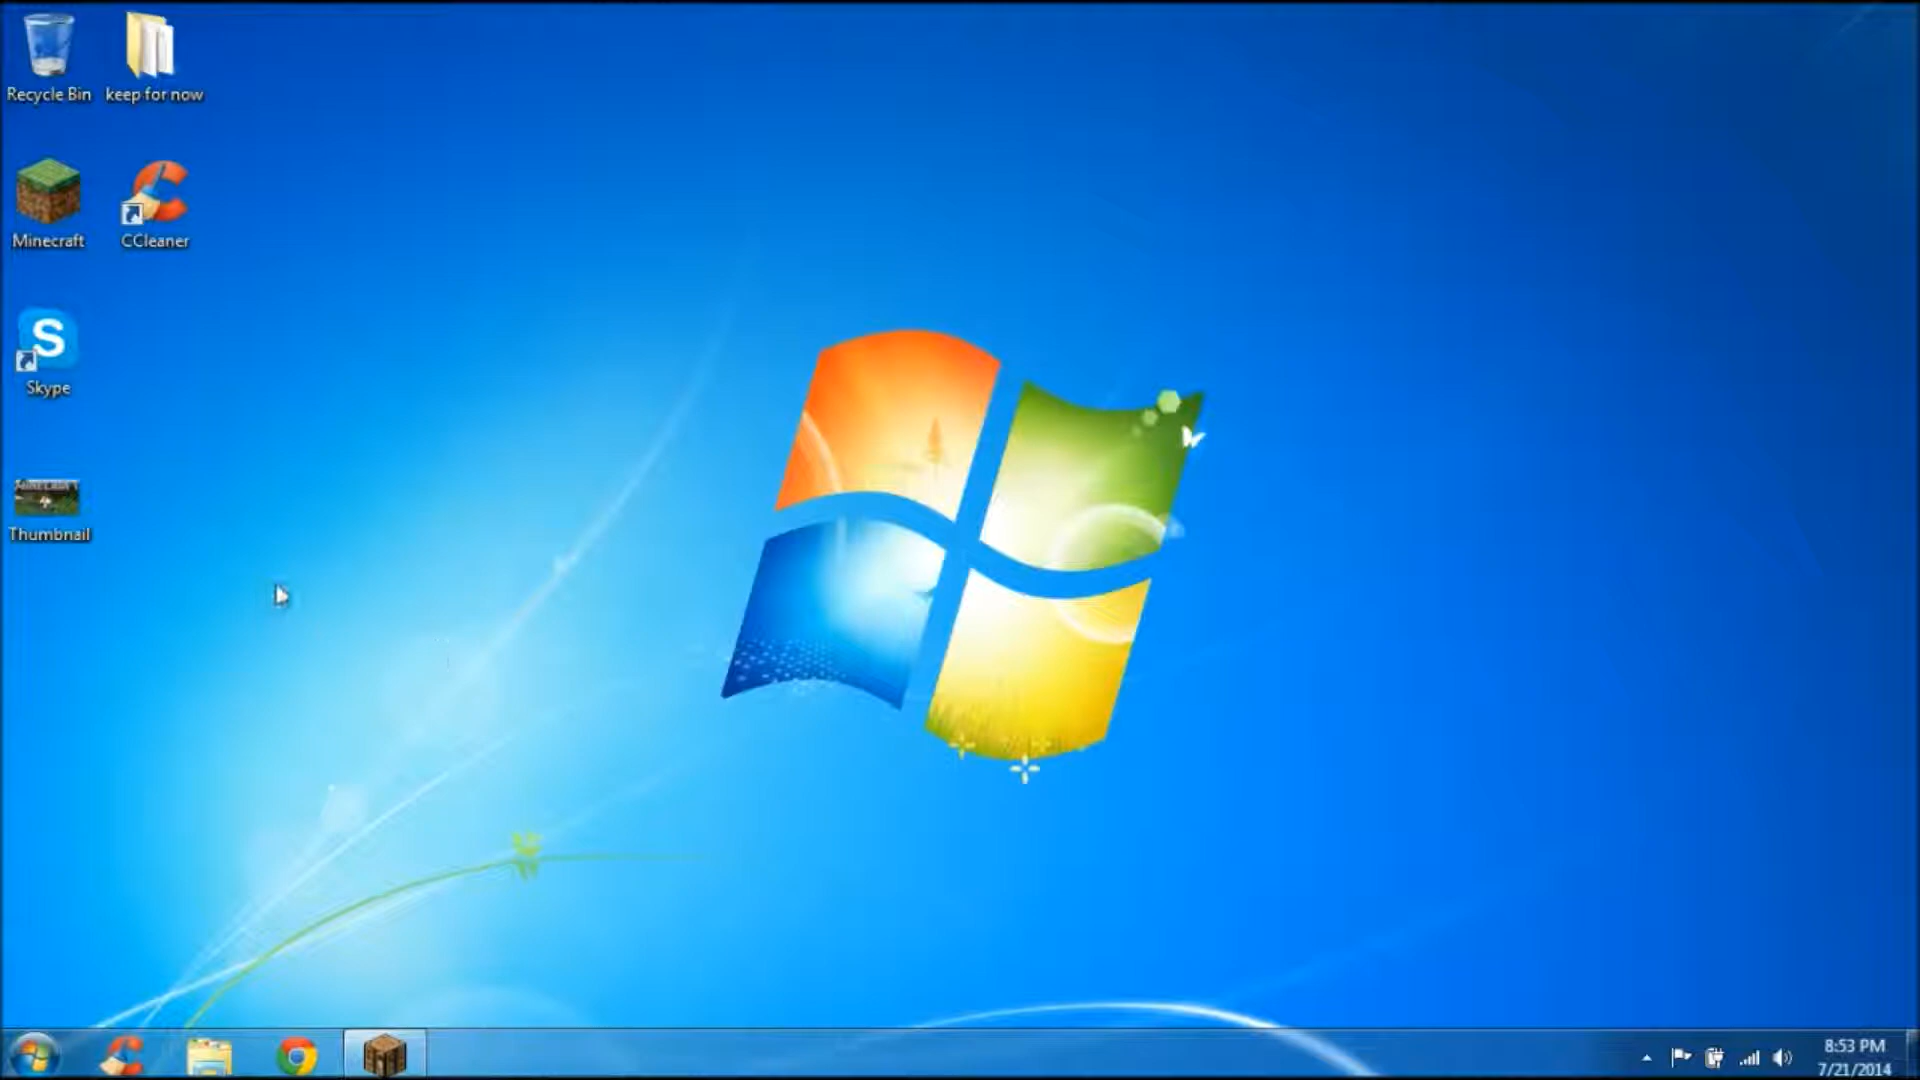 Recycle Bin
keep for now
Minecraft
CCleaner
Skype
Thumbnail
8:53 PM
7/21/2014